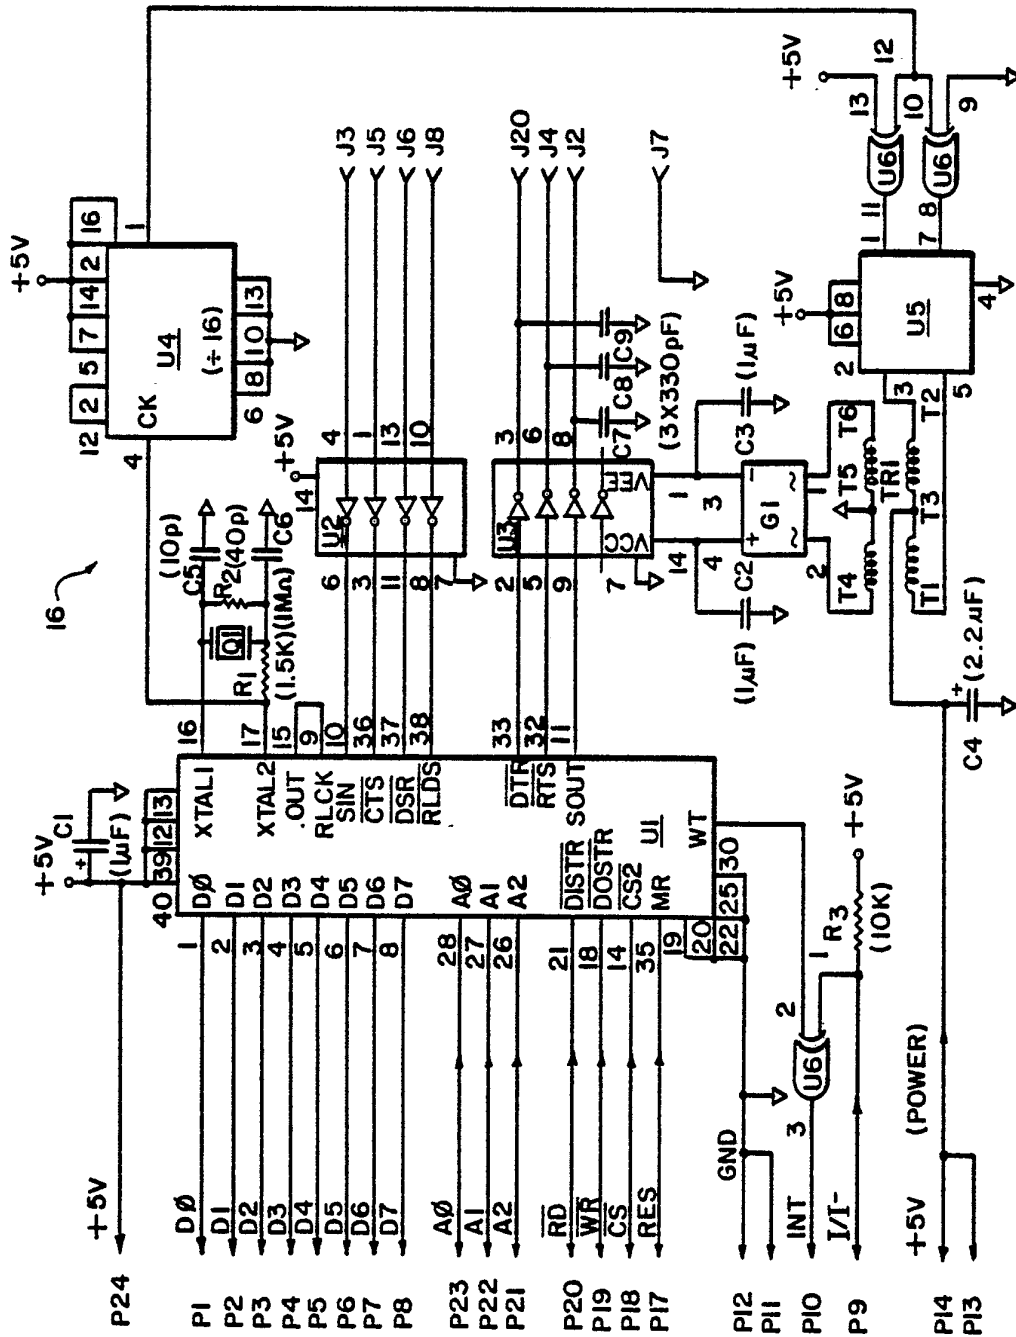 16
+5V
P24
+5V
C1
+
(1µF)
40
39
12
13
P1
DØ
1
DØ
P2
D1
2
D1
P3
D2
3
D2
P4
D3
4
D3
P5
D4
5
D4
P6
D5
6
D5
P7
D6
7
D6
P8
D7
8
D7
P23
AØ
28
AØ
P22
A1
27
A1
P21
A2
26
A2
P20
RD
21
DISTR
P19
WR
18
DOSTR
P18
CS
14
CS2
P17
RES
35
MR
19
20
22
25
30
U1
WT
XTAL1
16
XTAL2
17
.OUT
15
RLCK
9
SIN
10
CTS
36
DSR
37
RLDS
38
DTR
33
RTS
32
SOUT
11
P12
GND
P11
P10
INT
3
U6
2
1
P9
I/I-
R3
(10K)
+5V
P14
+5V
(POWER)
P13
C4
+
(2.2µF)
Q1
R1
(1.5K)
R2
(1MΩ)
C5
(10p)
C6
(40p)
+5V
12
2
5
7
14
2
16
1
CK
4
U4
(÷16)
6
8
10
13
+5V
14
U2
6
3
11
8
7
4
1
13
10
J3
J5
J6
J8
U3
2
5
9
7
3
6
8
VCC
VEE
14
1
J20
J4
J2
J7
C7
C8
C9
(3X330pF)
C2
(1µF)
C3
(1µF)
4
3
+
-
G1
~
~
2
1
T4
T5
T6
TR1
T1
T3
T2
+5V
2
6
8
3
5
4
U5
1
11
7
8
U6
U6
13
12
10
9
+5V